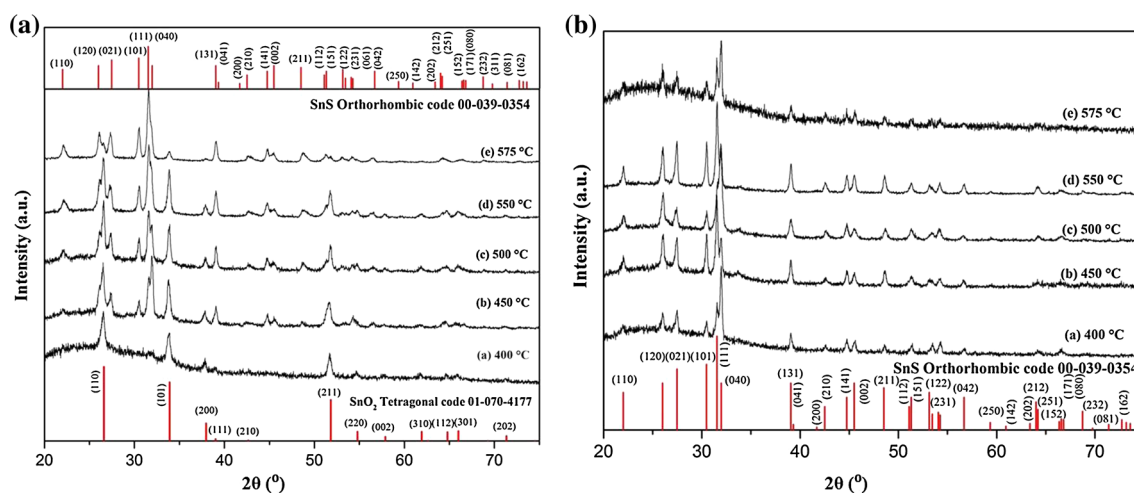 (a)
(111) (040)
(120) (021) (101)
(110)
(131)
(041)
(200)
(210)
(141)
(002)
(211)
(112)
(151)
(122)
(231)
(061)
(042)
(250)
(142)
(202)
(212)
(251)
(152)
(171)(080)
(232)
(311)
(081)
(162)
SnS Orthorhombic code 00-039-0354
(e) 575 °C
(d) 550 °C
(c) 500 °C
(b) 450 °C
(a) 400 °C
SnO2 Tetragonal code 01-070-4177
(110)
(101)
(200)
(111)
(210)
(211)
(220)
(002)
(310)(112)(301)
(202)
Intensity (a.u.)
20 30 40 50 60 70
2θ (⁰)
(b)
(e) 575 °C
(d) 550 °C
(c) 500 °C
(b) 450 °C
(a) 400 °C
SnS Orthorhombic code 00-039-0354
(120)(021)(101)
(110)
(111)
(040)
(131)
(041)
(200)
(210)
(141)
(002)
(211)
(112)
(151)
(122)
(231)
(042)
(250)
(142)
(202)
(212)
(251)
(152)
(171)
(080)
(232)
(081)
(162)
Intensity (a.u.)
20 30 40 50 60 70
2θ (⁰)